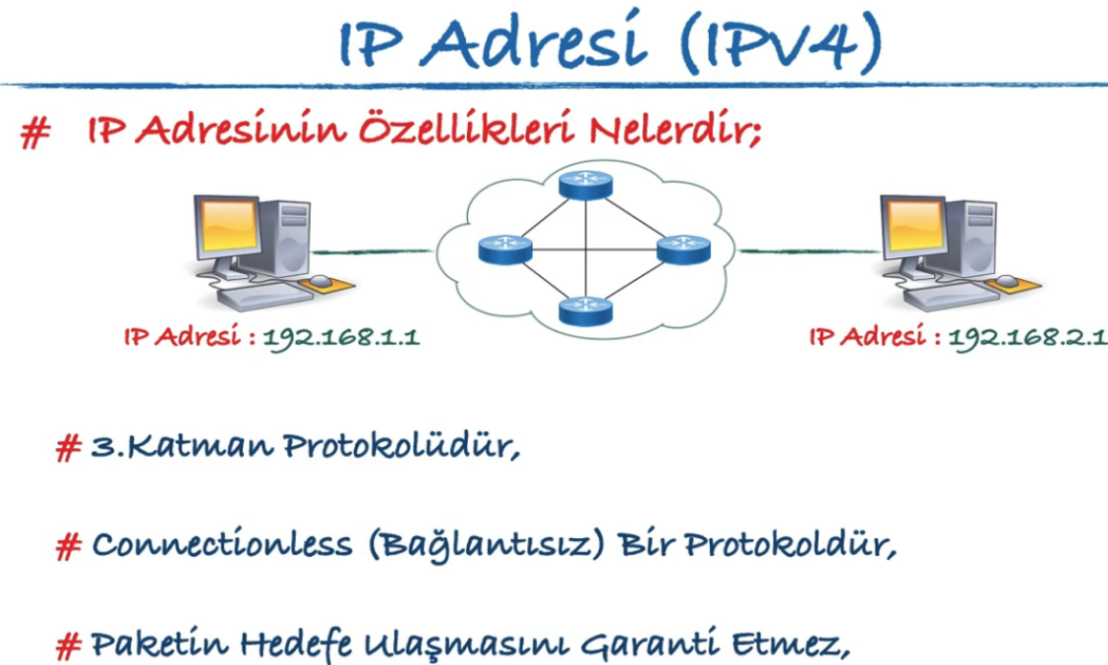 IP Adresi (IPv4)
# IP Adresinin Özellikleri Nelerdir;
IP Adresi : 192.168.1.1
IP Adresi : 192.168.2.1
# 3.Katman Protokolüdür,
# Connectionless (Bağlantısız) Bir Protokoldür,
# Paketin Hedefe Ulaşmasını Garanti Etmez,